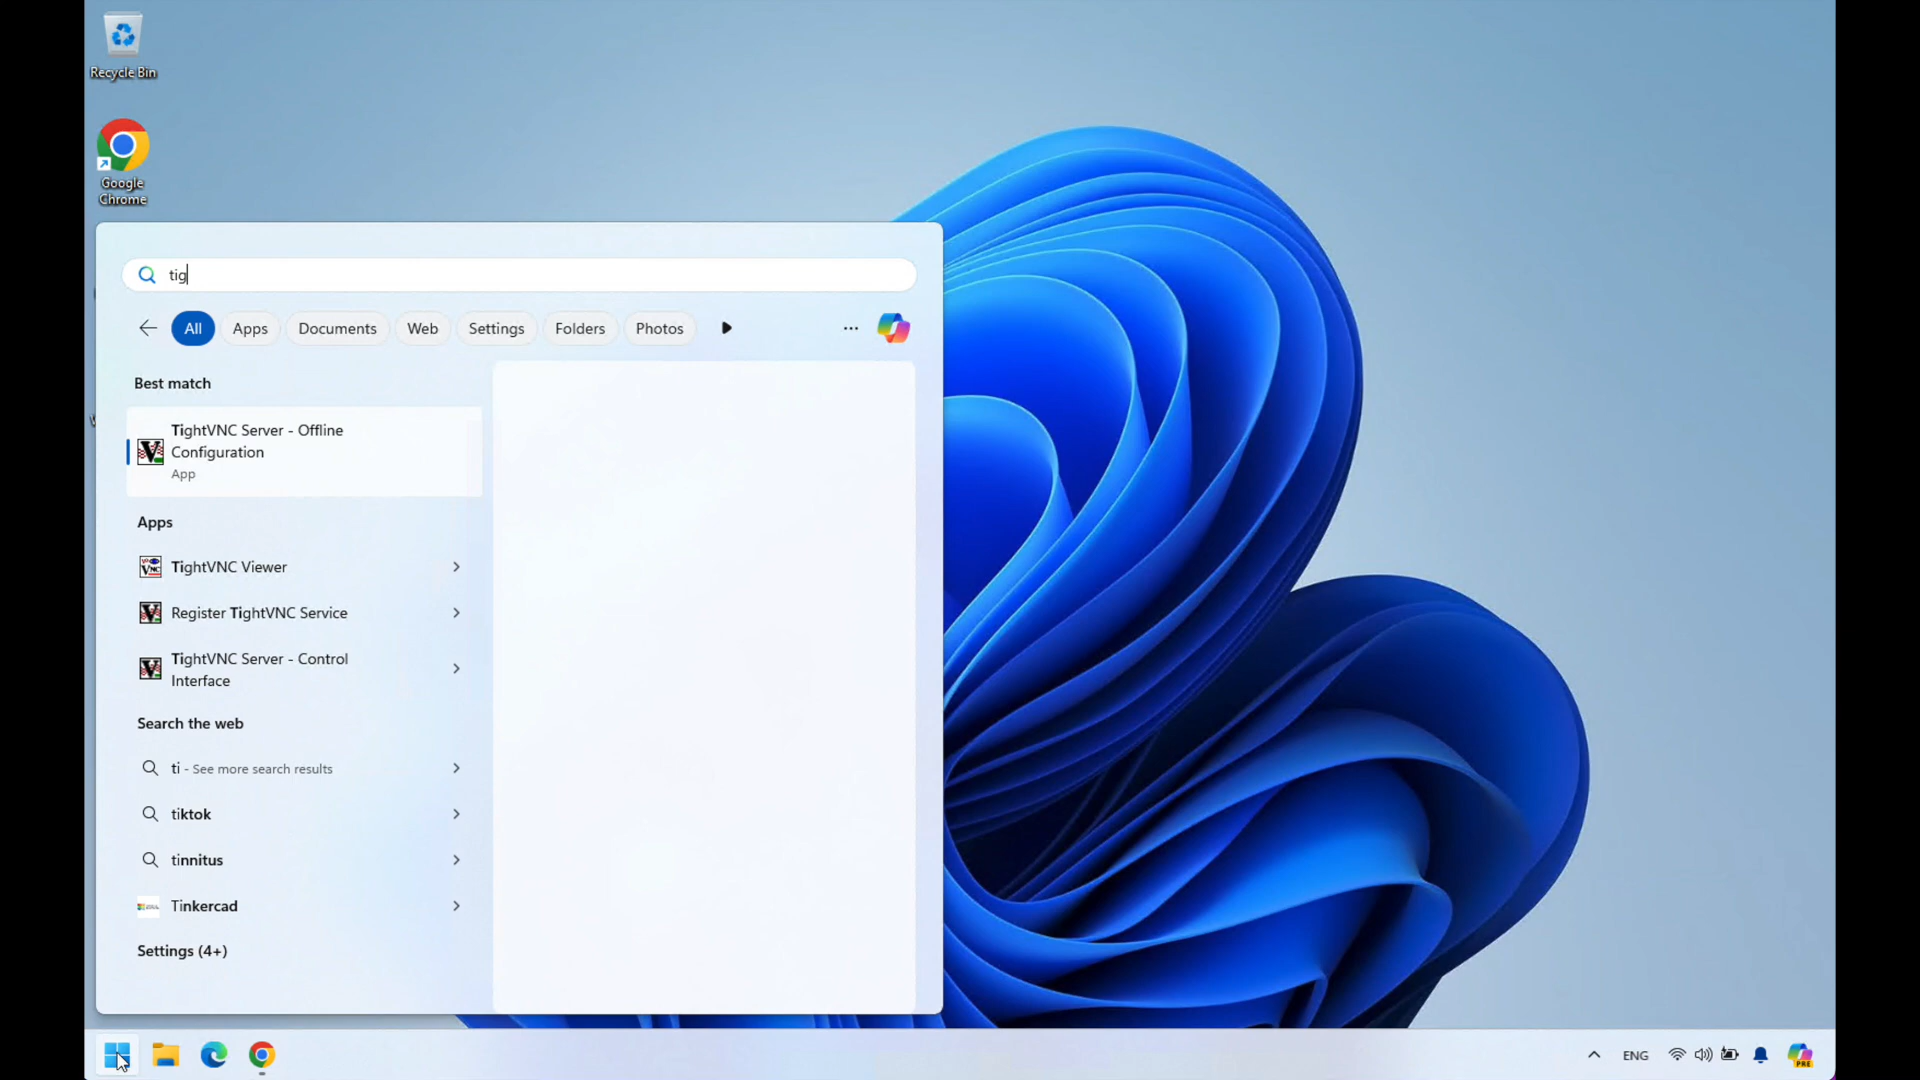 Recycle Bin
Google
Chrome
tig
All
Apps
Documents
Web
Settings
Folders
Photos
Best match
TightVNC Server - Offline
Configuration
App
Apps
TightVNC Viewer
Register TightVNC Service
TightVNC Server - Control
Interface
Search the web
ti - See more search results
tiktok
tinnitus
Tinkercad
Settings (4+)
ENG
PRE